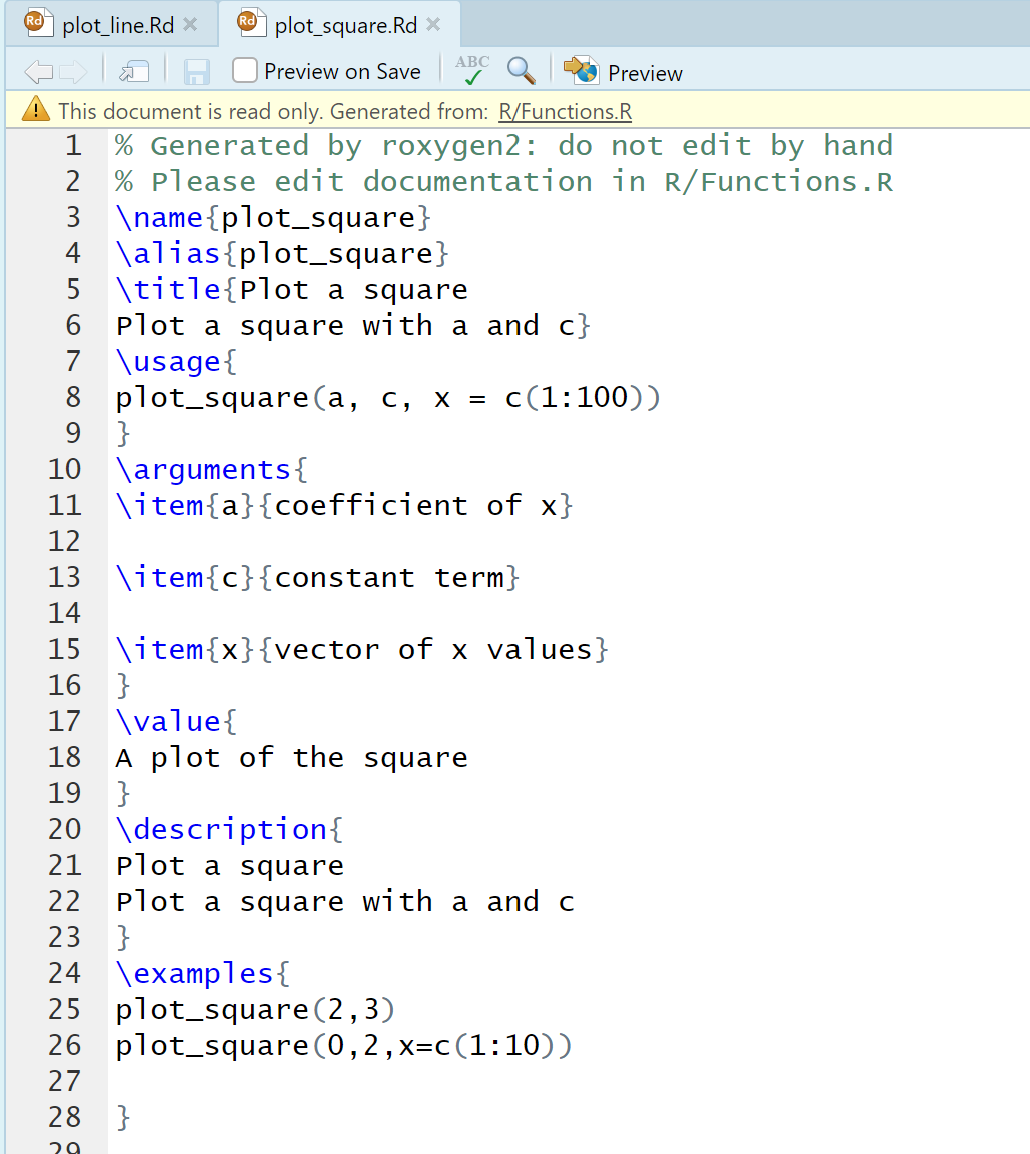 Rd plot_line.Rd × Rd plot_square.Rd ×
Preview on Save ABC Preview
This document is read only. Generated from: R/Functions.R
1 % Generated by roxygen2: do not edit by hand
2 % Please edit documentation in R/Functions.R
3 \name{plot_square}
4 \alias{plot_square}
5 \title{Plot a square
6 Plot a square with a and c}
7 \usage{
8 plot_square(a, c, x = c(1:100))
9 }
10 \arguments{
11 \item{a}{coefficient of x}
12
13 \item{c}{constant term}
14
15 \item{x}{vector of x values}
16 }
17 \value{
18 A plot of the square
19 }
20 \description{
21 Plot a square
22 Plot a square with a and c
23 }
24 \examples{
25 plot_square(2,3)
26 plot_square(0,2,x=c(1:10))
27
28 }
29